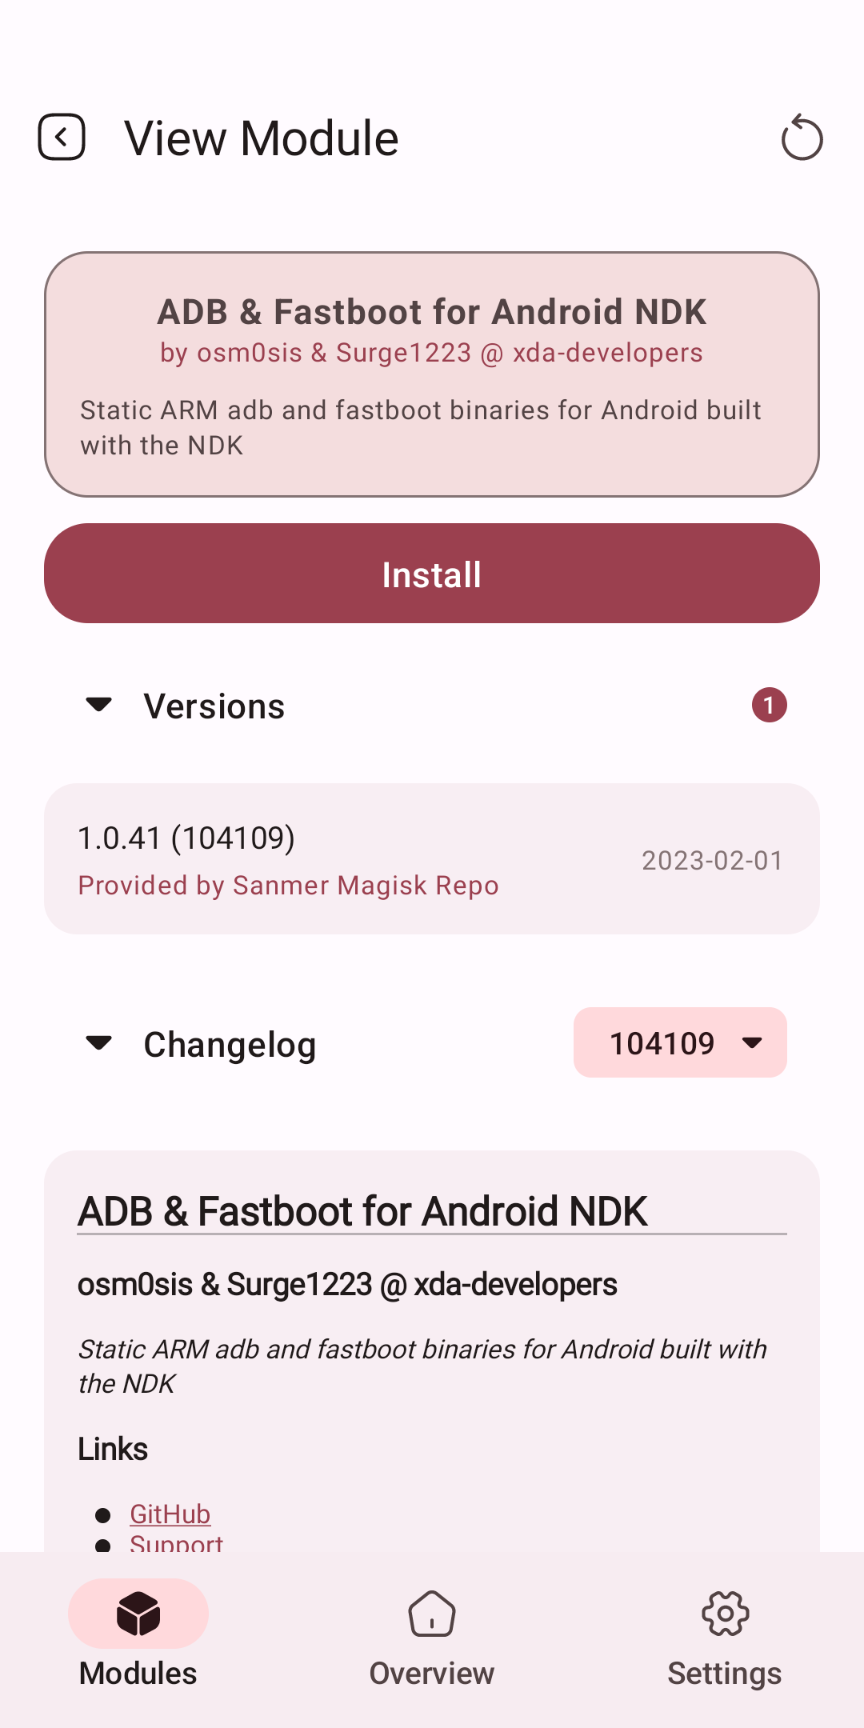 View Module
ADB & Fastboot for Android NDK
by osm0sis & Surge1223 @ xda-developers
Static ARM adb and fastboot binaries for Android built
with the NDK
Install
Versions
1
1.0.41 (104109)
Provided by Sanmer Magisk Repo
2023-02-01
Changelog
104109
ADB & Fastboot for Android NDK
osm0sis & Surge1223 @ xda-developers
Static ARM adb and fastboot binaries for Android built with
the NDK
Links
GitHub
Support
Modules
Overview
Settings